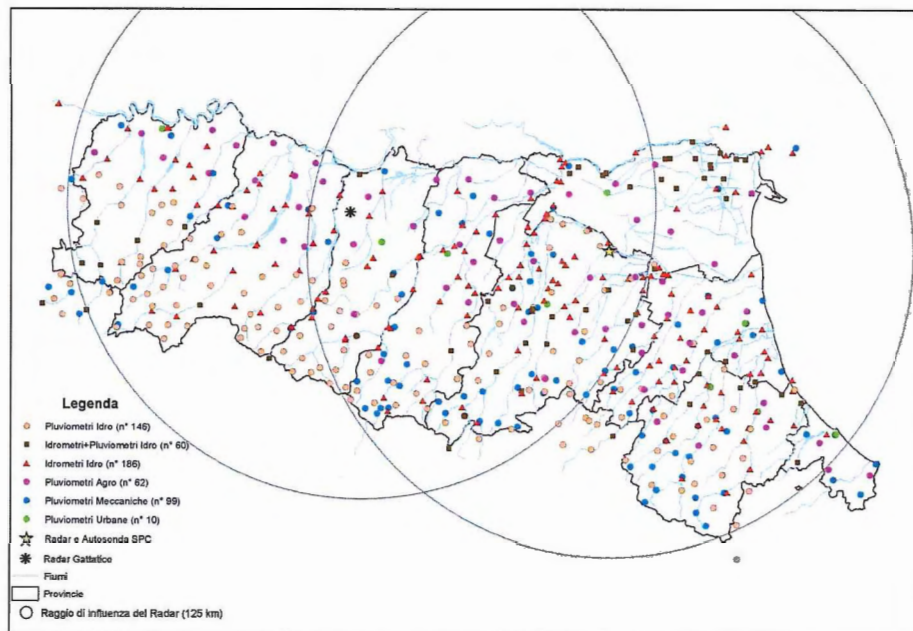 Legenda
Pluviometri Idro (n° 146)
Idrometri+Pluviometri Idro (n° 60)
Idrometri Idro (n° 186)
Pluviometri Agro (n° 62)
Pluviometri Meccaniche (n° 99)
Pluviometri Urbane (n° 10)
Radar e Autosonda SPC
Radar Gattatico
Fiumi
Provincie
Raggio di influenza del Radar (125 km)